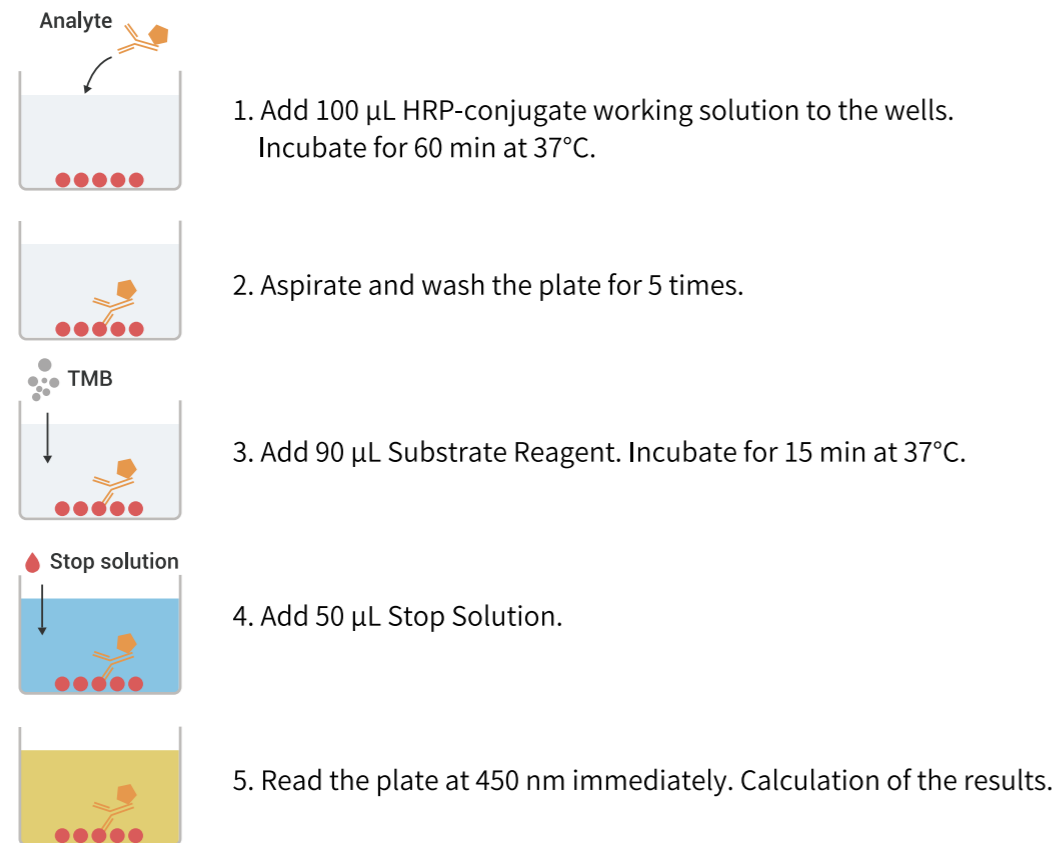 Analyte
1. Add 100 μL HRP-conjugate working solution to the wells.
Incubate for 60 min at 37°C.
2. Aspirate and wash the plate for 5 times.
TMB
3. Add 90 μL Substrate Reagent. Incubate for 15 min at 37°C.
Stop solution
4. Add 50 μL Stop Solution.
5. Read the plate at 450 nm immediately. Calculation of the results.